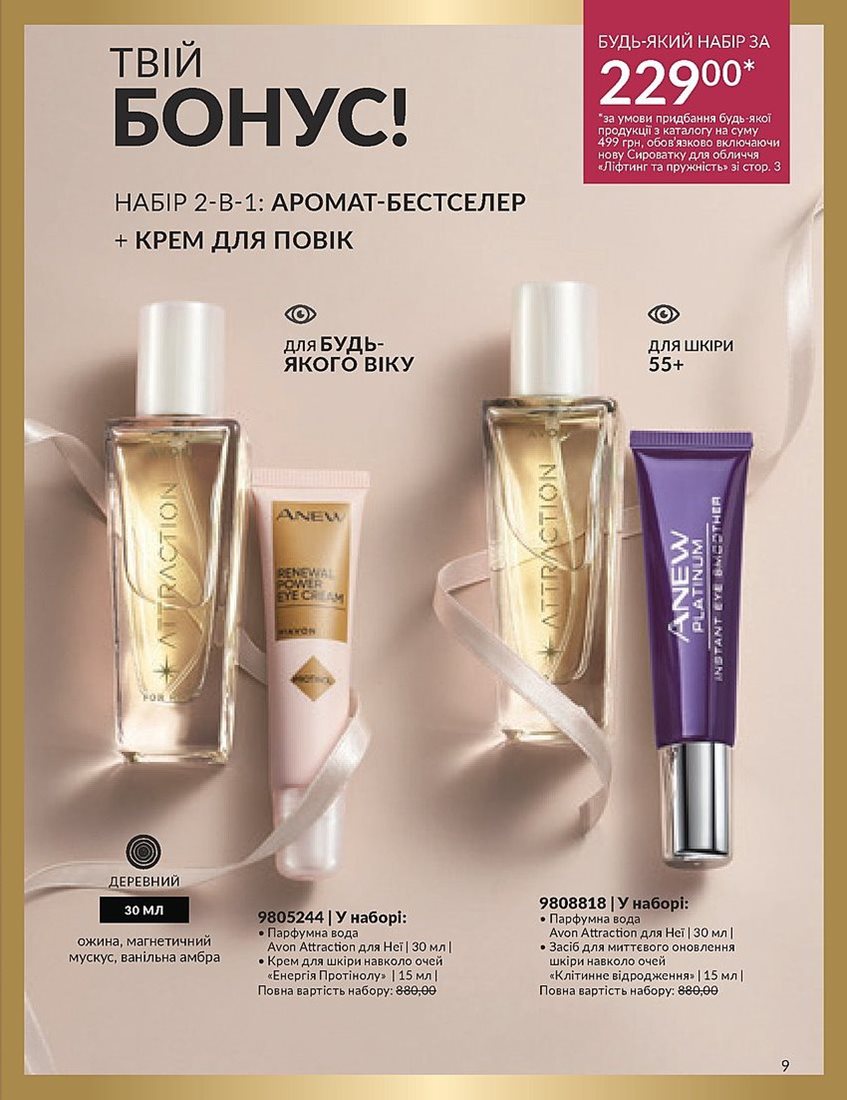 ТВІЙ
БОНУС!
БУДЬ-ЯКИЙ НАБІР ЗА
229⁰⁰*
*за умови придбання будь-якої
продукції з каталогу на суму
499 грн, обов'язково включаючи
нову Сироватку для обличчя
«Ліфтинг та пружність» зі стор. 3
НАБІР 2-В-1: АРОМАТ-БЕСТСЕЛЕР
+ КРЕМ ДЛЯ ПОВІК
для БУДЬ-
ЯКОГО ВІКУ
ДЛЯ ШКІРИ
55+
AVON
ATTRACTION
FOR
ANEW
RENEWAL
POWER
EYE CREAM
AVON
PROTINOL
AVON
ATTRACTION
ANEW
PLATINUM
INSTANT EYE SMOOTHER
ДЕРЕВНИЙ
30 МЛ
ожина, магнетичний
мускус, ванільна амбра
9805244 | У наборі:
• Парфумна вода
Avon Attraction для Неї | 30 мл |
• Крем для шкіри навколо очей
«Енергія Протінолу» | 15 мл |
Повна вартість набору: 880,00
9808818 | У наборі:
• Парфумна вода
Avon Attraction для Неї | 30 мл |
• Засіб для миттєвого оновлення
шкіри навколо очей
«Клітинне відродження» | 15 мл |
Повна вартість набору: 880,00
9